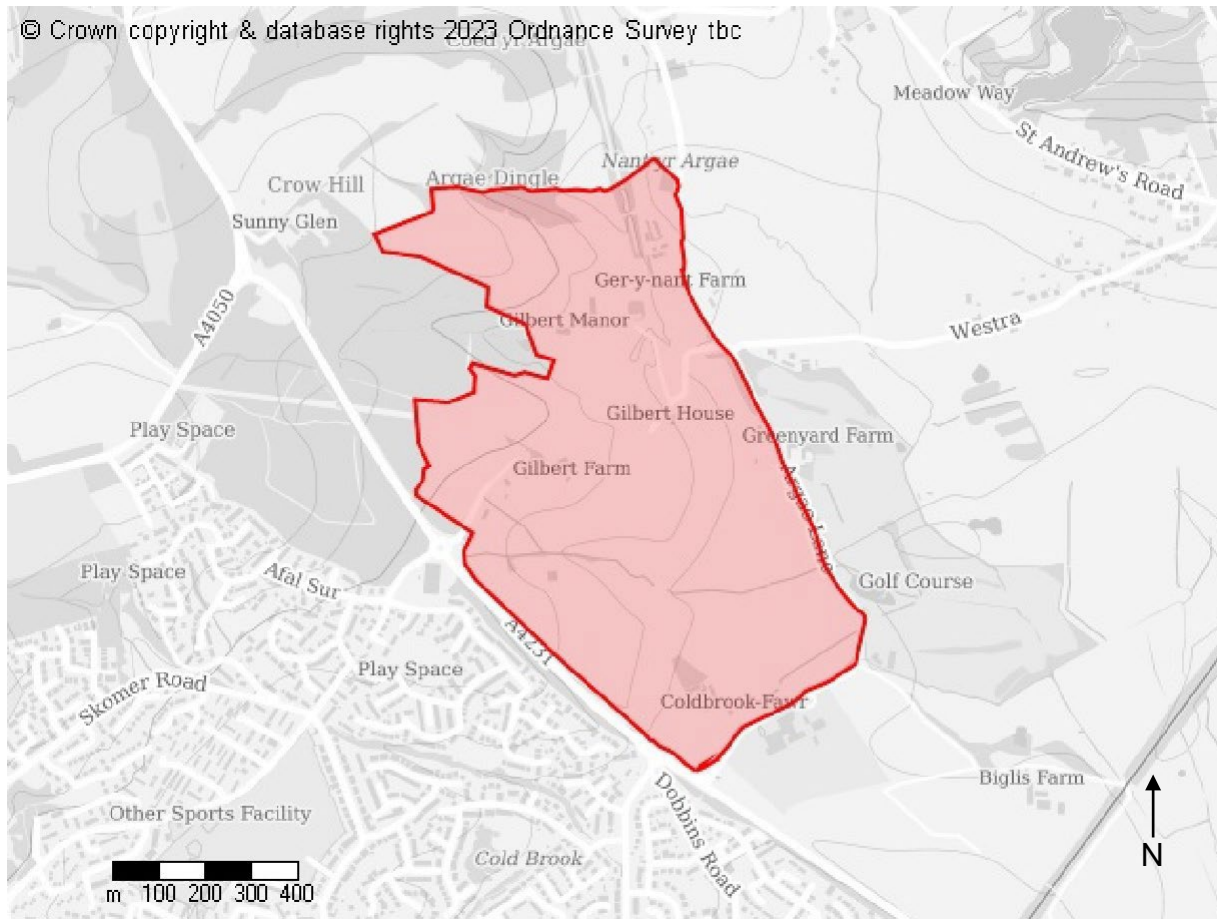 © Crown copyright & database rights 2023 Ordnance Survey tbc
Coed yr Argae
Meadow Way
St Andrew's Road
Nant yr Argae
Argae Dingle
Crow Hill
Sunny Glen
Ger-y-nant Farm
A4050
Gilbert Manor
Westra
Gilbert House
Play Space
Greenyard Farm
Gilbert Farm
Argae Lane
Play Space
Afal Sur
Golf Course
A4231
Play Space
Skomer Road
Coldbrook-Fawr
Biglis Farm
Dobbins Road
Other Sports Facility
Cold Brook
N
m 100 200 300 400